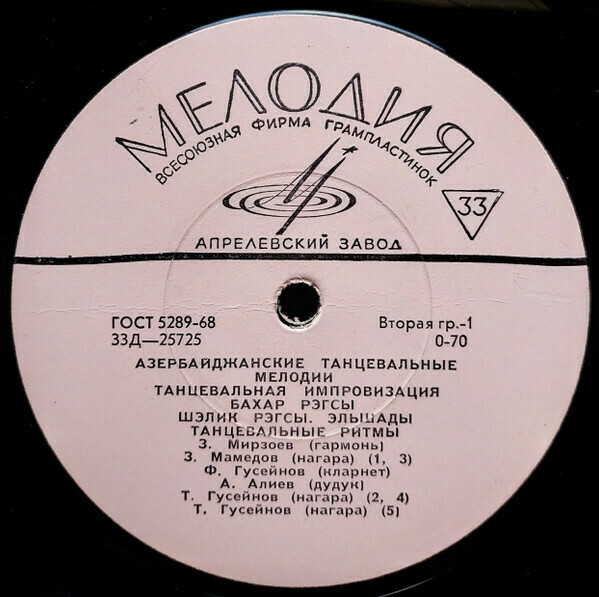 МЕЛОДИЯ
ВСЕСОЮЗНАЯ ФИРМА ГРАМПЛАСТИНОК
33
АПРЕЛЕВСКИЙ ЗАВОД
ГОСТ 5289-68 Вторая гр.-1
33Д—25725 0-70
АЗЕРБАЙДЖАНСКИЕ ТАНЦЕВАЛЬНЫЕ
МЕЛОДИИ
ТАНЦЕВАЛЬНАЯ ИМПРОВИЗАЦИЯ
БАХАР РЭГСЫ
ШЭЛИК РЭГСЫ. ЭЛЬШАДЫ
ТАНЦЕВАЛЬНЫЕ РИТМЫ
З. Мирзоев (гармонь)
З. Мамедов (нагара) (1, 3)
Ф. Гусейнов (кларнет)
А. Алиев (дудук)
Т. Гусейнов (нагара) (2, 4)
Т. Гусейнов (нагара) (5)